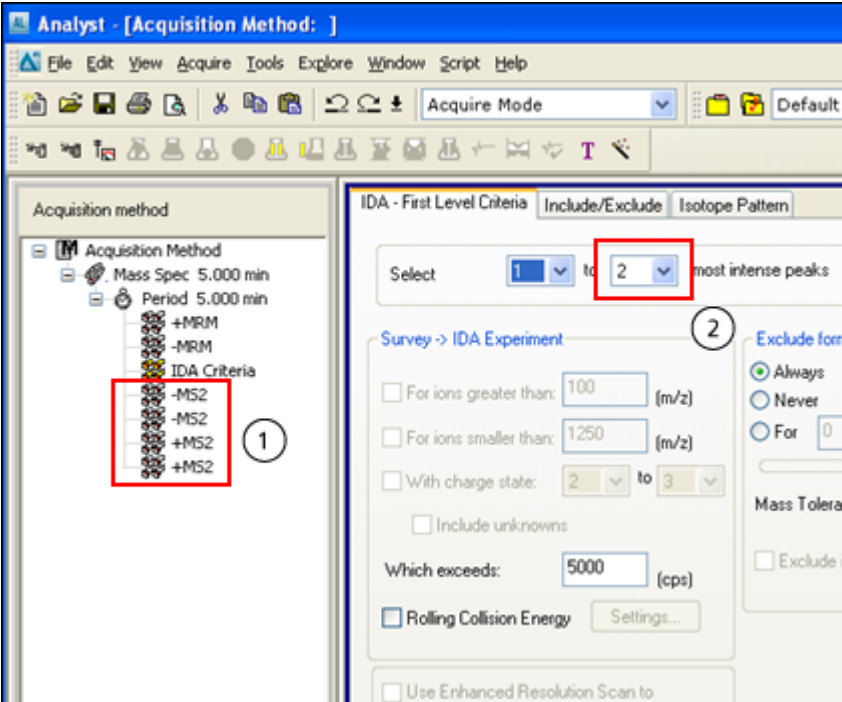 Analyst - [Acquisition Method: ]
File Edit View Acquire Tools Explore Window Script Help
Acquire Mode Default
T
Acquisition method
Acquisition Method
Mass Spec 5.000 min
Period 5.000 min
+MRM
-MRM
IDA Criteria
-MS2
-MS2
+MS2
+MS2
1
IDA - First Level Criteria Include/Exclude Isotope Pattern
Select 1 to 2 most intense peaks
2
Survey -> IDA Experiment
For ions greater than: 100 (m/z)
For ions smaller than: 1250 (m/z)
With charge state: 2 to 3
Include unknowns
Which exceeds: 5000 (cps)
Rolling Collision Energy Settings...
Use Enhanced Resolution Scan to
Exclude
Always
Never
For 0
Mass
Exclude